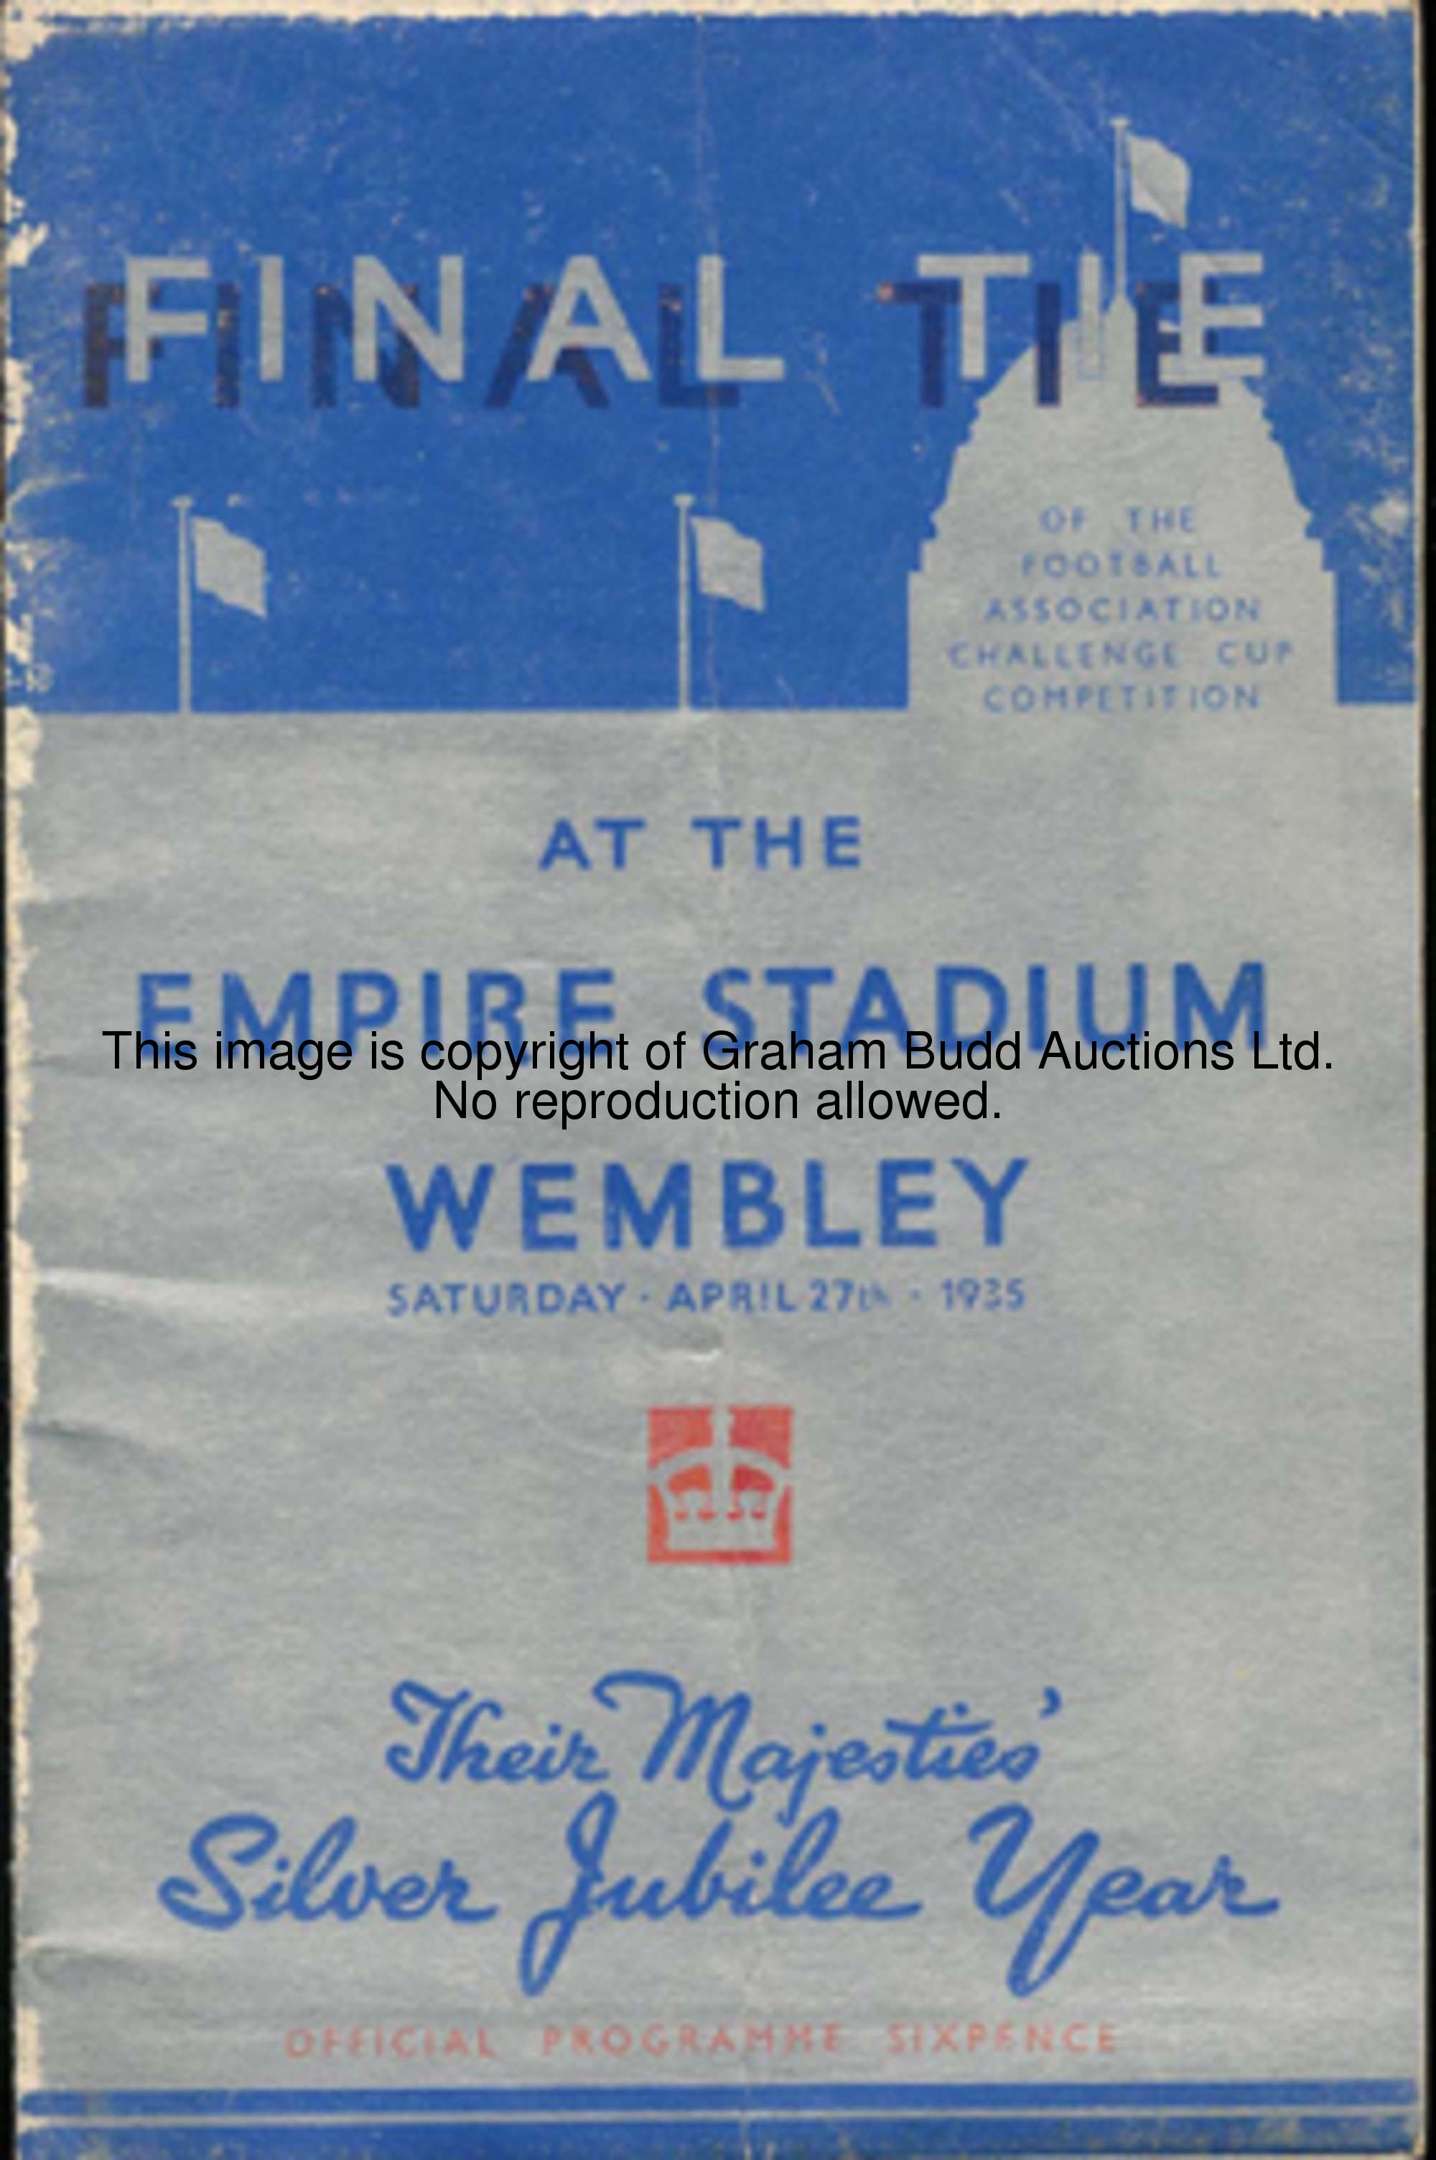 FINAL TIE
OF THE
FOOTBALL
ASSOCIATION
CHALLENGE CUP
COMPETITION
AT THE
EMPIRE STADIUM
This image is copyright of Graham Budd Auctions Ltd.
No reproduction allowed.
WEMBLEY
SATURDAY · APRIL 27th · 1935
Their Majesties'
Silver Jubilee Year
OFFICIAL PROGRAMME SIXPENCE